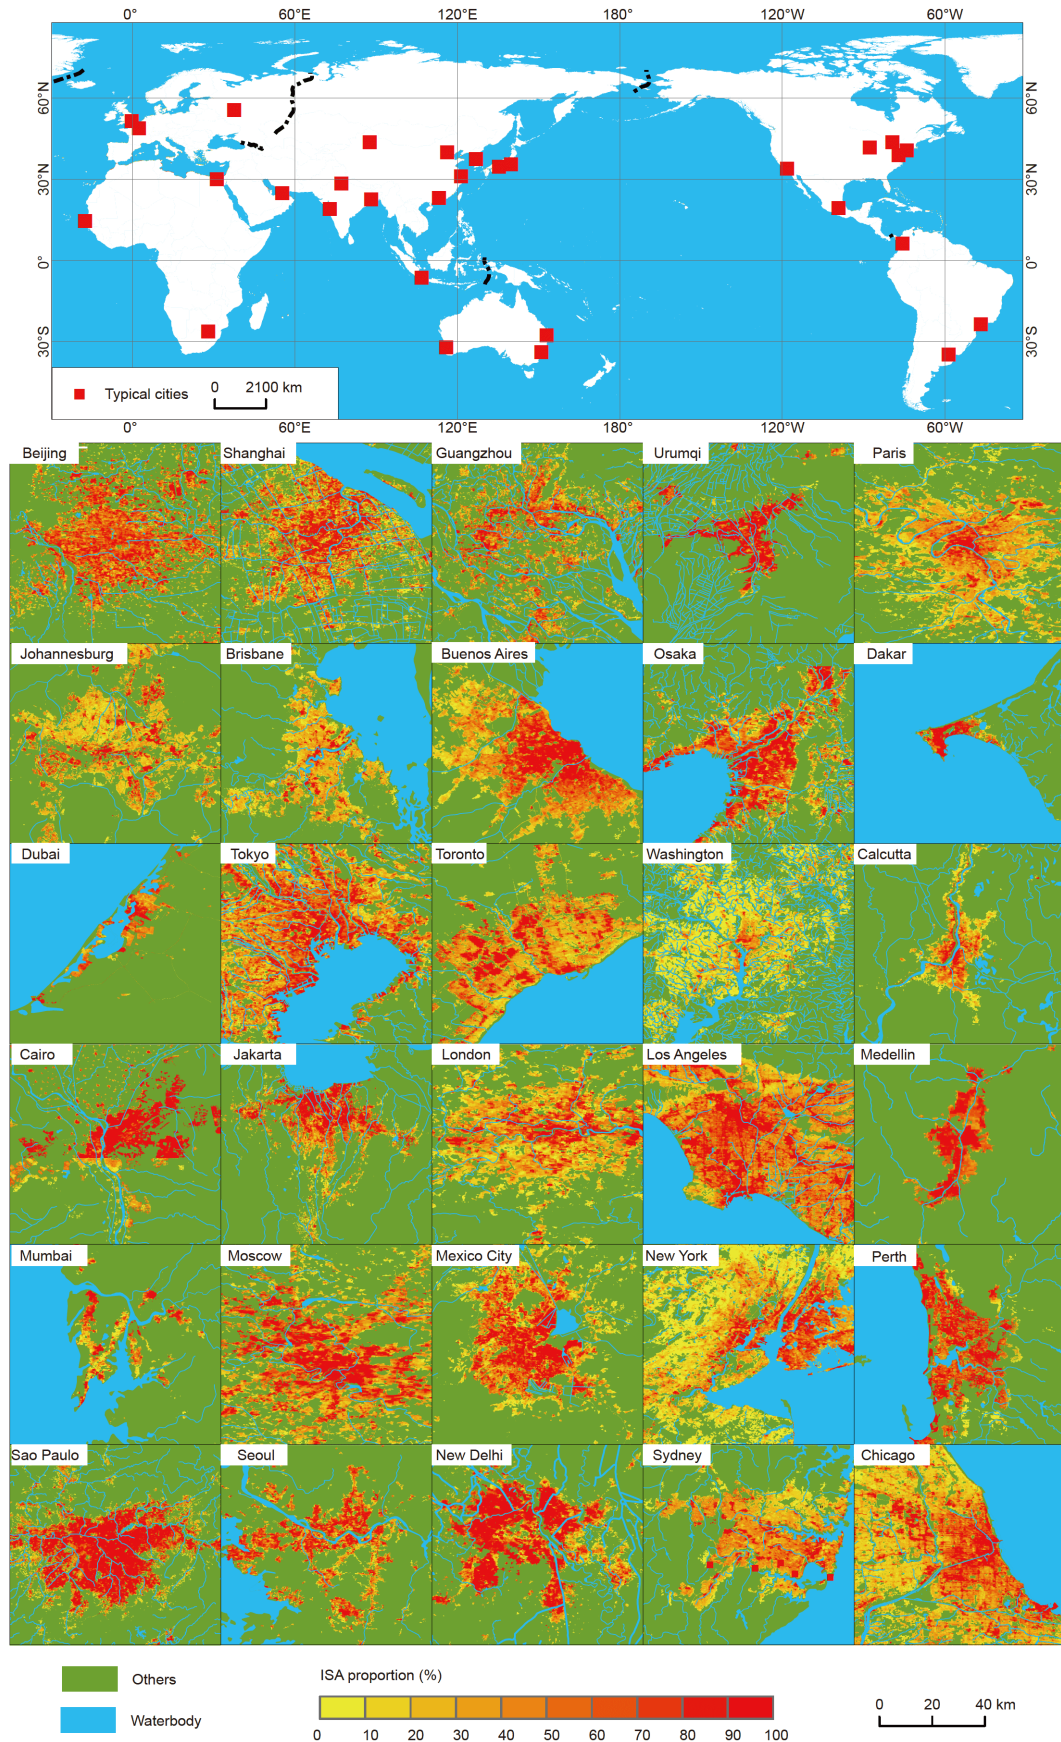 0° 60°E 120°E 180° 120°W 60°W
60°N 60°N
30°N 30°N
0° 0°
30°S 30°S
Typical cities 0 2100 km
0° 60°E 120°E 180° 120°W 60°W
Beijing Shanghai Guangzhou Urumqi Paris
Johannesburg Brisbane Buenos Aires Osaka Dakar
Dubai Tokyo Toronto Washington Calcutta
Cairo Jakarta London Los Angeles Medellin
Mumbai Moscow Mexico City New York Perth
Sao Paulo Seoul New Delhi Sydney Chicago
Others ISA proportion (%)
Waterbody 0 20 40 km
0 10 20 30 40 50 60 70 80 90 100